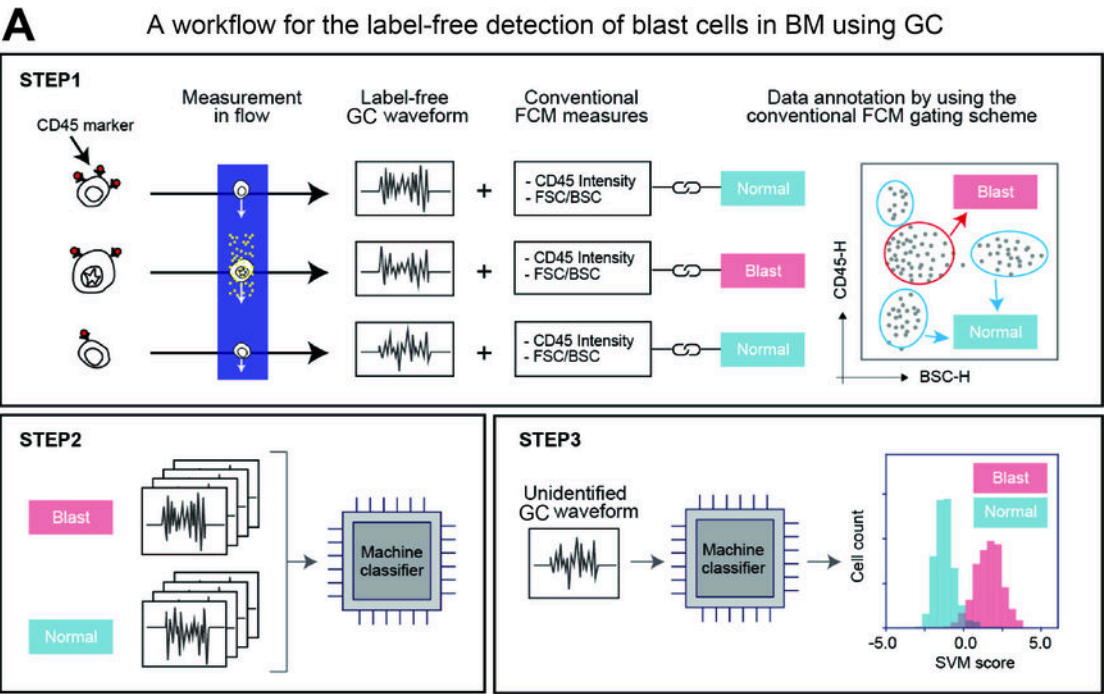 A
A workflow for the label-free detection of blast cells in BM using GC
STEP1
CD45 marker
Measurement
in flow
Label-free
GC waveform
Conventional
FCM measures
Data annotation by using the
conventional FCM gating scheme
+
- CD45 Intensity
- FSC/BSC
Normal
+
- CD45 Intensity
- FSC/BSC
Blast
+
- CD45 Intensity
- FSC/BSC
Normal
Blast
Normal
CD45-H
BSC-H
STEP2
Blast
Normal
Machine
classifier
STEP3
Unidentified
GC waveform
Machine
classifier
Blast
Normal
Cell count
-5.0 0.0 5.0
SVM score